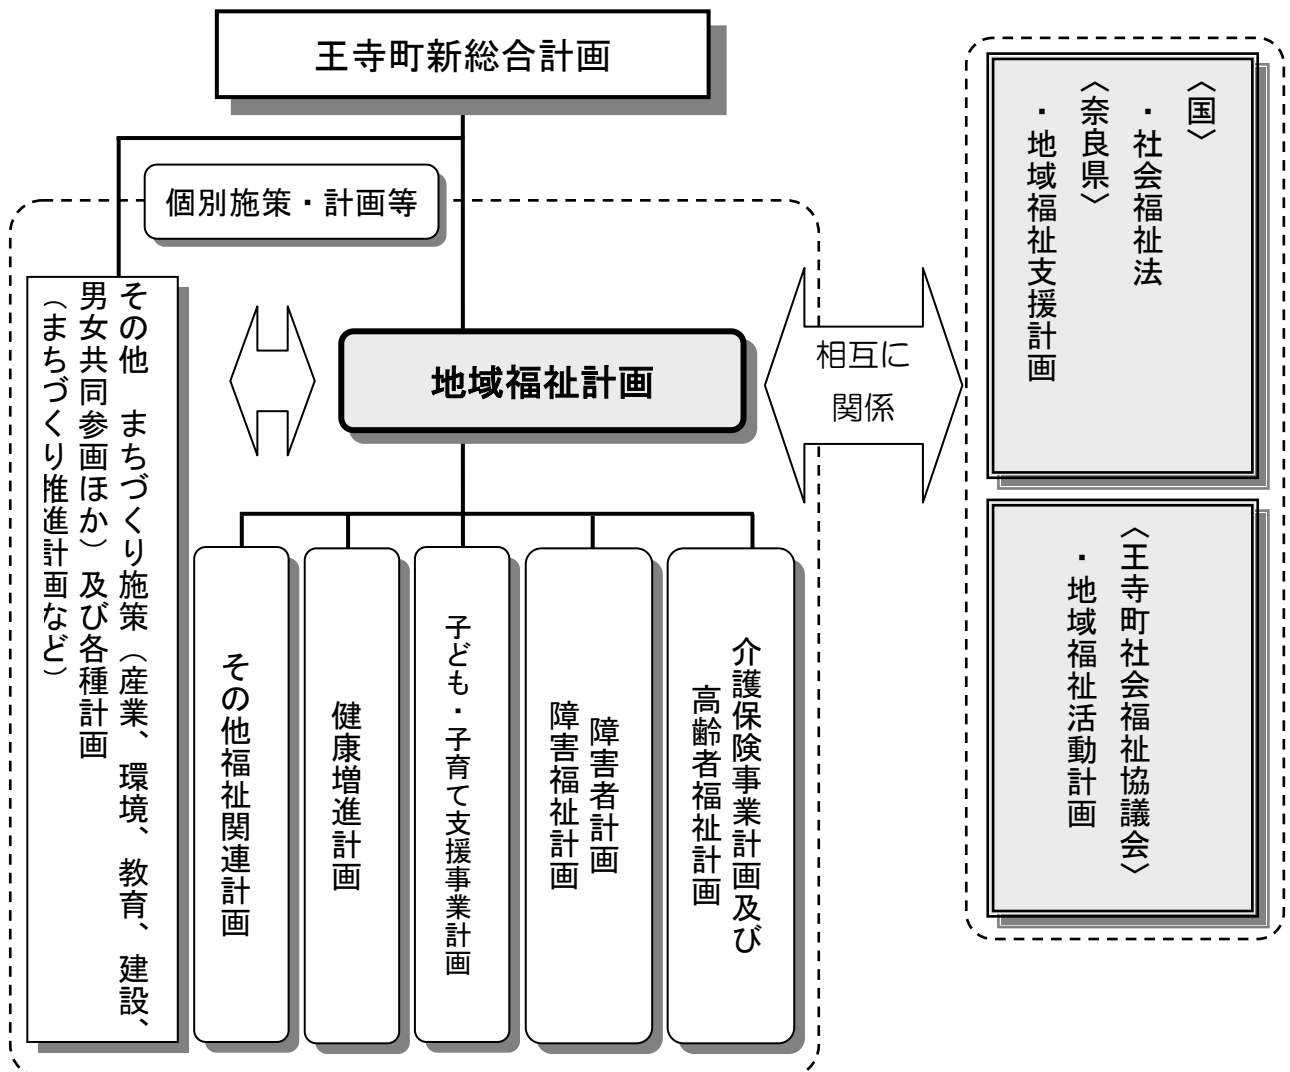 王寺町新総合計画
個別施策・計画等
その他　まちづくり施策（産業、環境、教育、建設、
男女共同参画ほか）及び各種計画
（まちづくり推進計画など）
地域福祉計画
相互に
関係
介護保険事業計画及び
高齢者福祉計画
障害者計画
障害福祉計画
子ども・子育て支援事業計画
健康増進計画
その他福祉関連計画
〈国〉
・社会福祉法
〈奈良県〉
・地域福祉支援計画
〈王寺町社会福祉協議会〉
・地域福祉活動計画